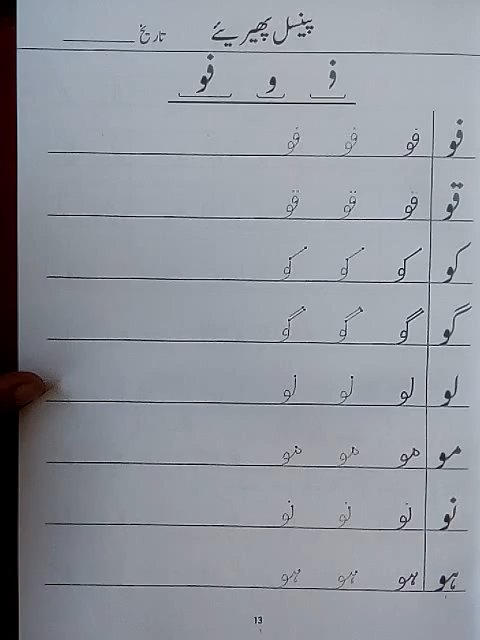 پینسل پھیریئے تاریخ
ف و فو
فو فو فو فو
قو قو قو قو
کو کو کو کو
گو گو گو گو
لو لو لو لو
مو مو مو مو
نو نو نو نو
ہو ہو ہو ہو
13